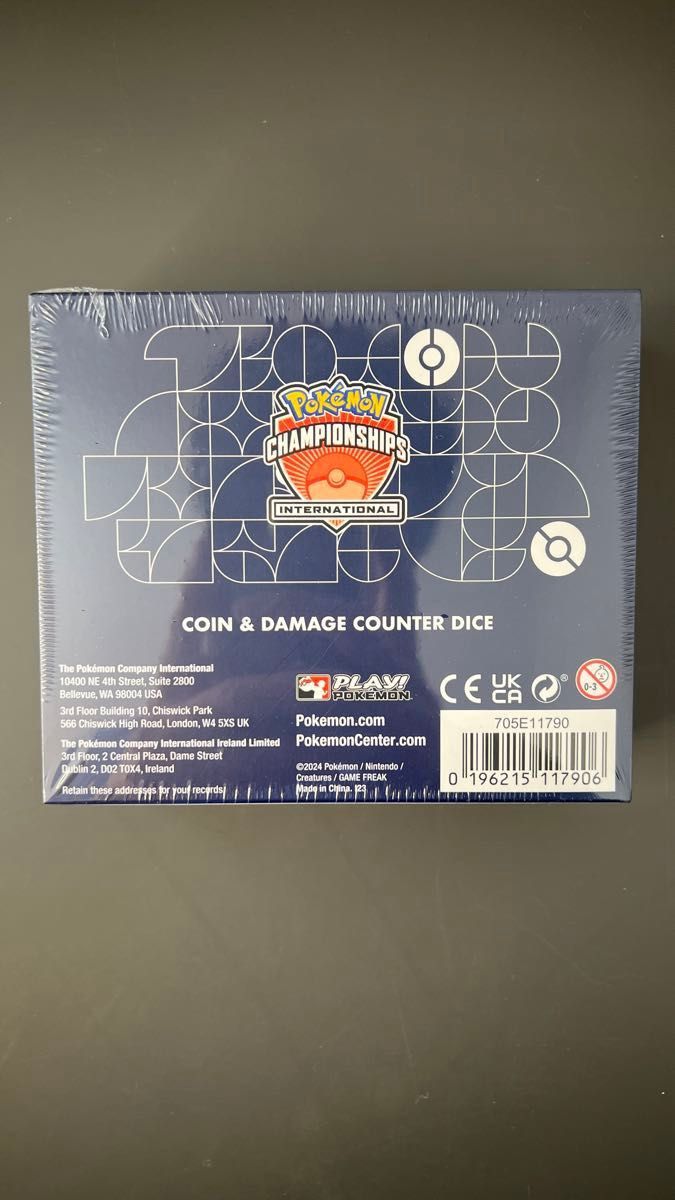 POKéMON
CHAMPIONSHIPS
INTERNATIONAL
COIN & DAMAGE COUNTER DICE
The Pokémon Company International
10400 NE 4th Street, Suite 2800
Bellevue, WA 98004 USA
3rd Floor Building 10, Chiswick Park
566 Chiswick High Road, London, W4 5XS UK
The Pokémon Company International Ireland Limited
3rd Floor, 2 Central Plaza, Dame Street
Dublin 2, D02 T0X4, Ireland
Retain these addresses for your records.
PLAY!
POKÉMON
Pokemon.com
PokemonCenter.com
©2024 Pokémon / Nintendo /
Creatures / GAME FREAK
Made in China.
CE
UK
CA
®
0-3
705E11790
0 196215 117906